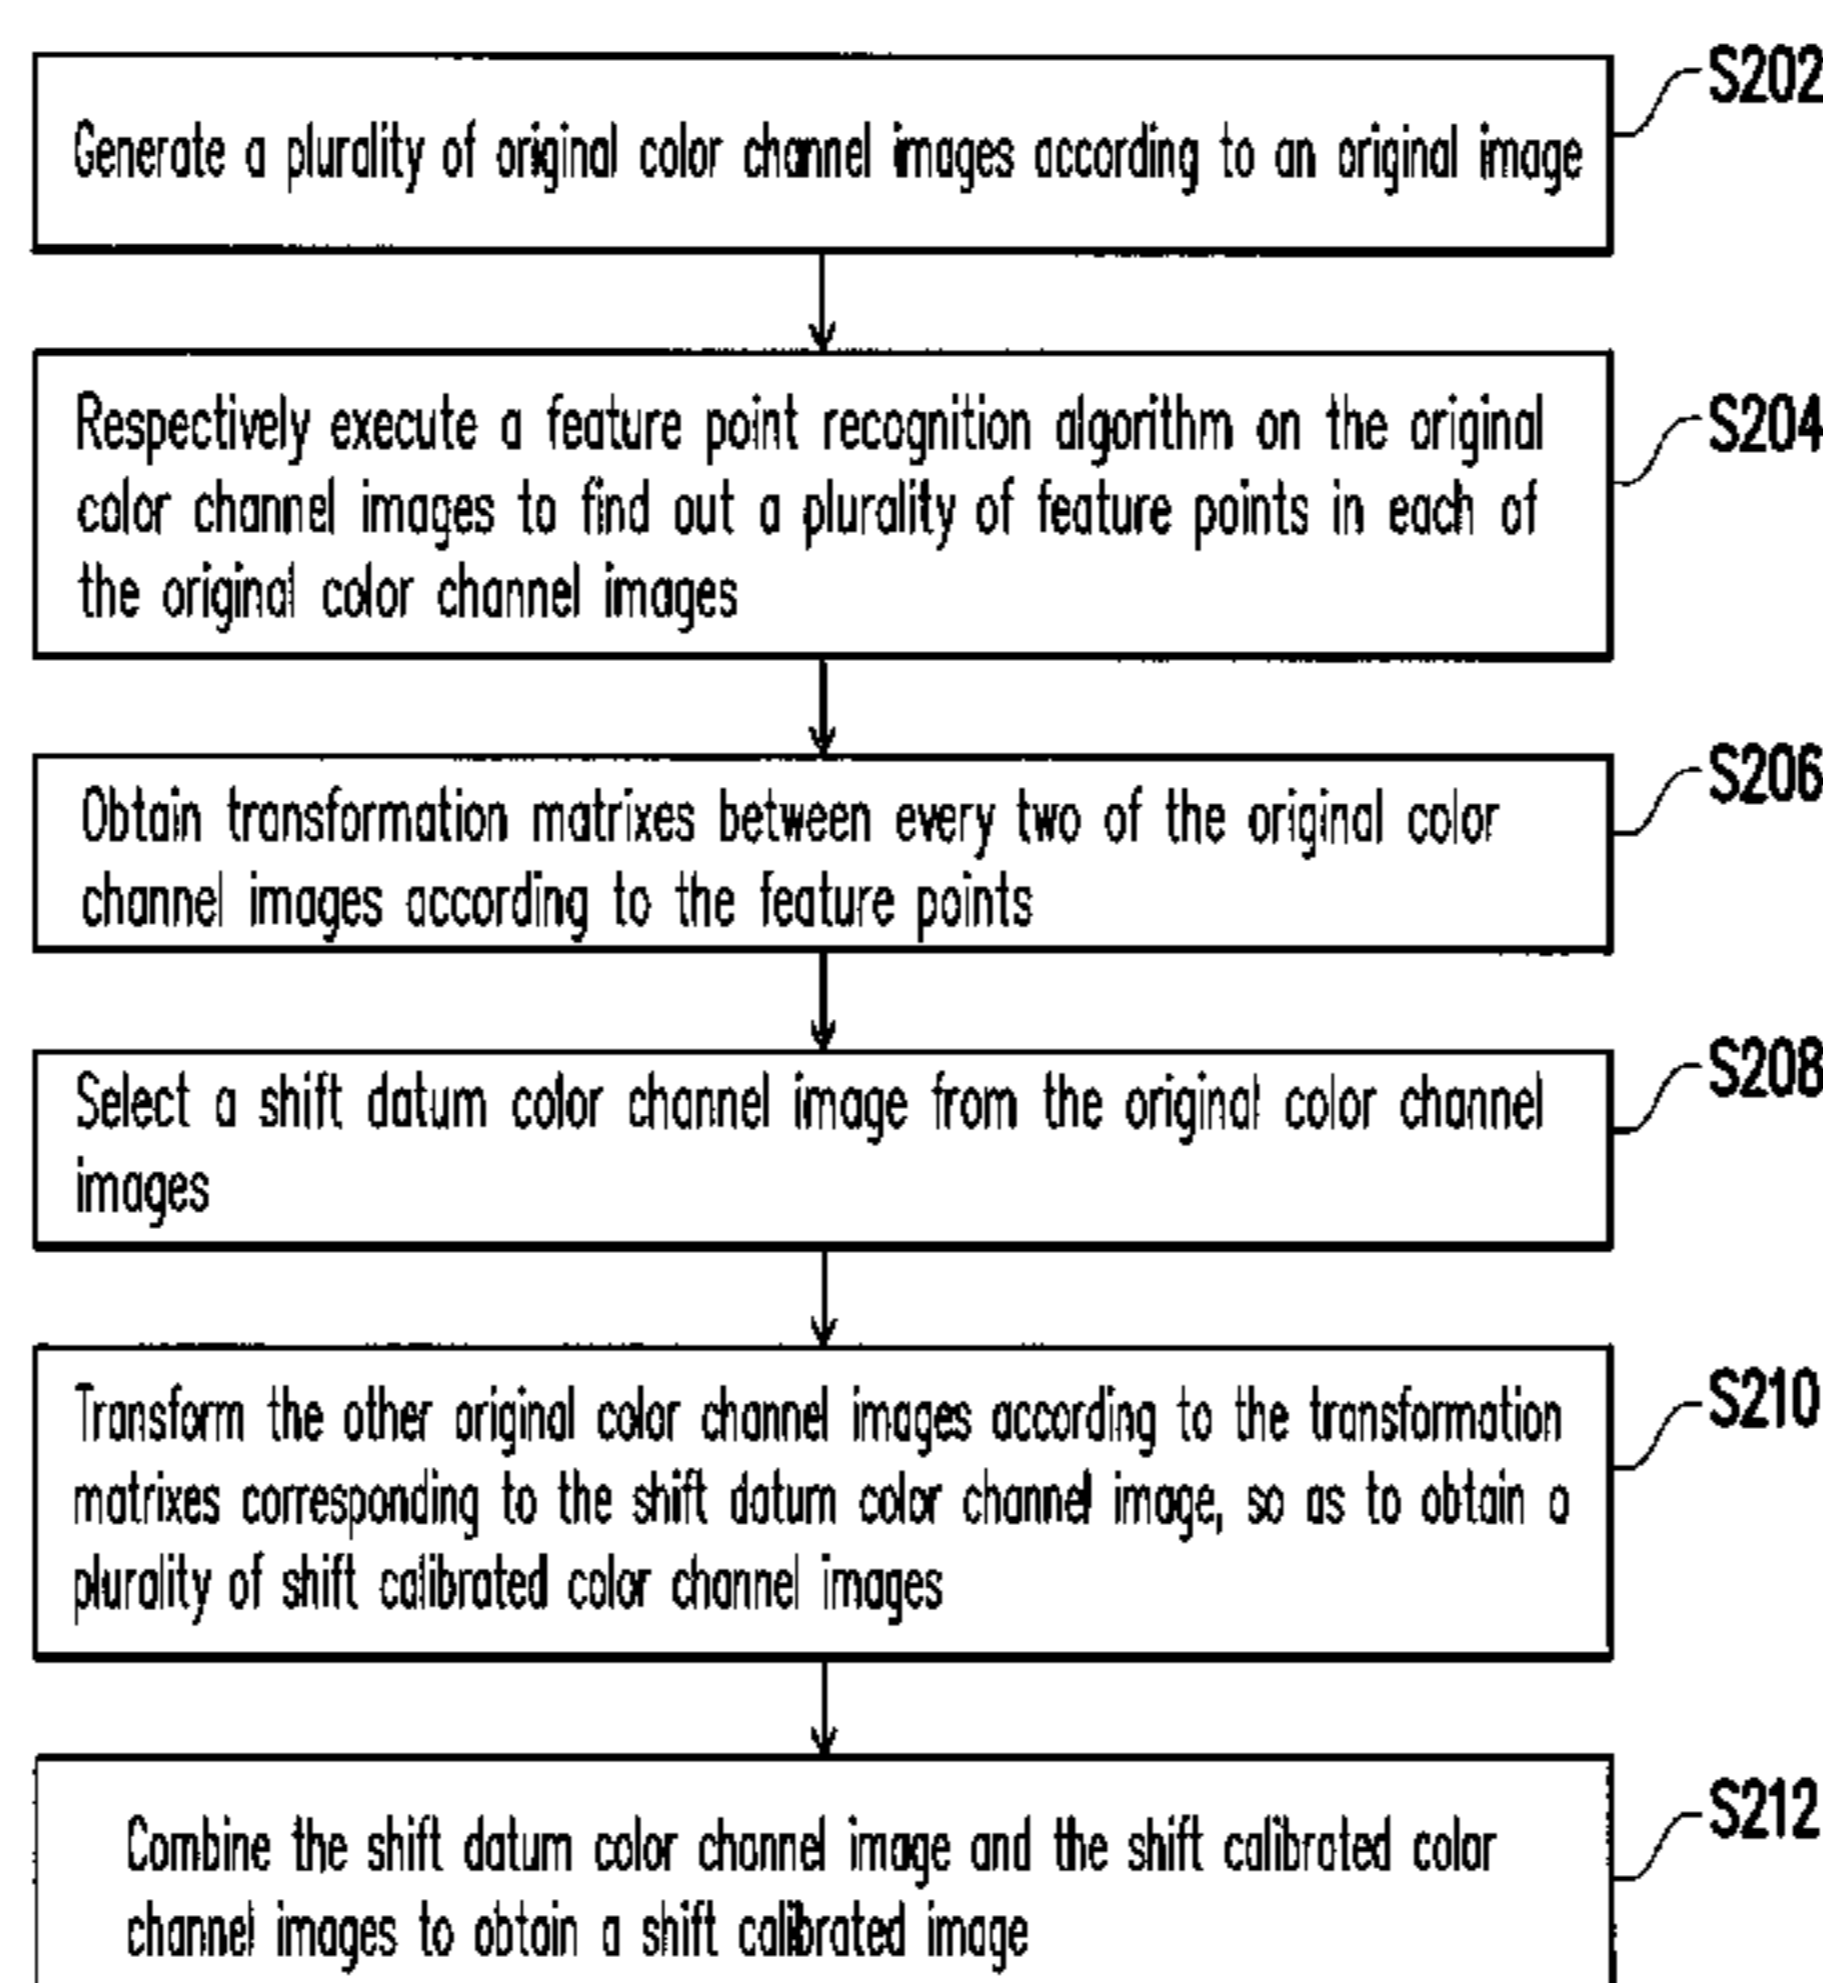 S202
Generate a plurality of original color channel images according to an original image
S204
Respectively execute a feature point recognition algorithm on the original
color channel images to find out a plurality of feature points in each of
the original color channel images
S206
Obtain transformation matrixes between every two of the original color
channel images according to the feature points
S208
Select a shift datum color channel image from the original color channel
images
S210
Transform the other original color channel images according to the transformation
matrixes corresponding to the shift datum color channel image, so as to obtain a
plurality of shift calibrated color channel images
S212
Combine the shift datum color channel image and the shift calibrated color
channel images to obtain a shift calibrated image